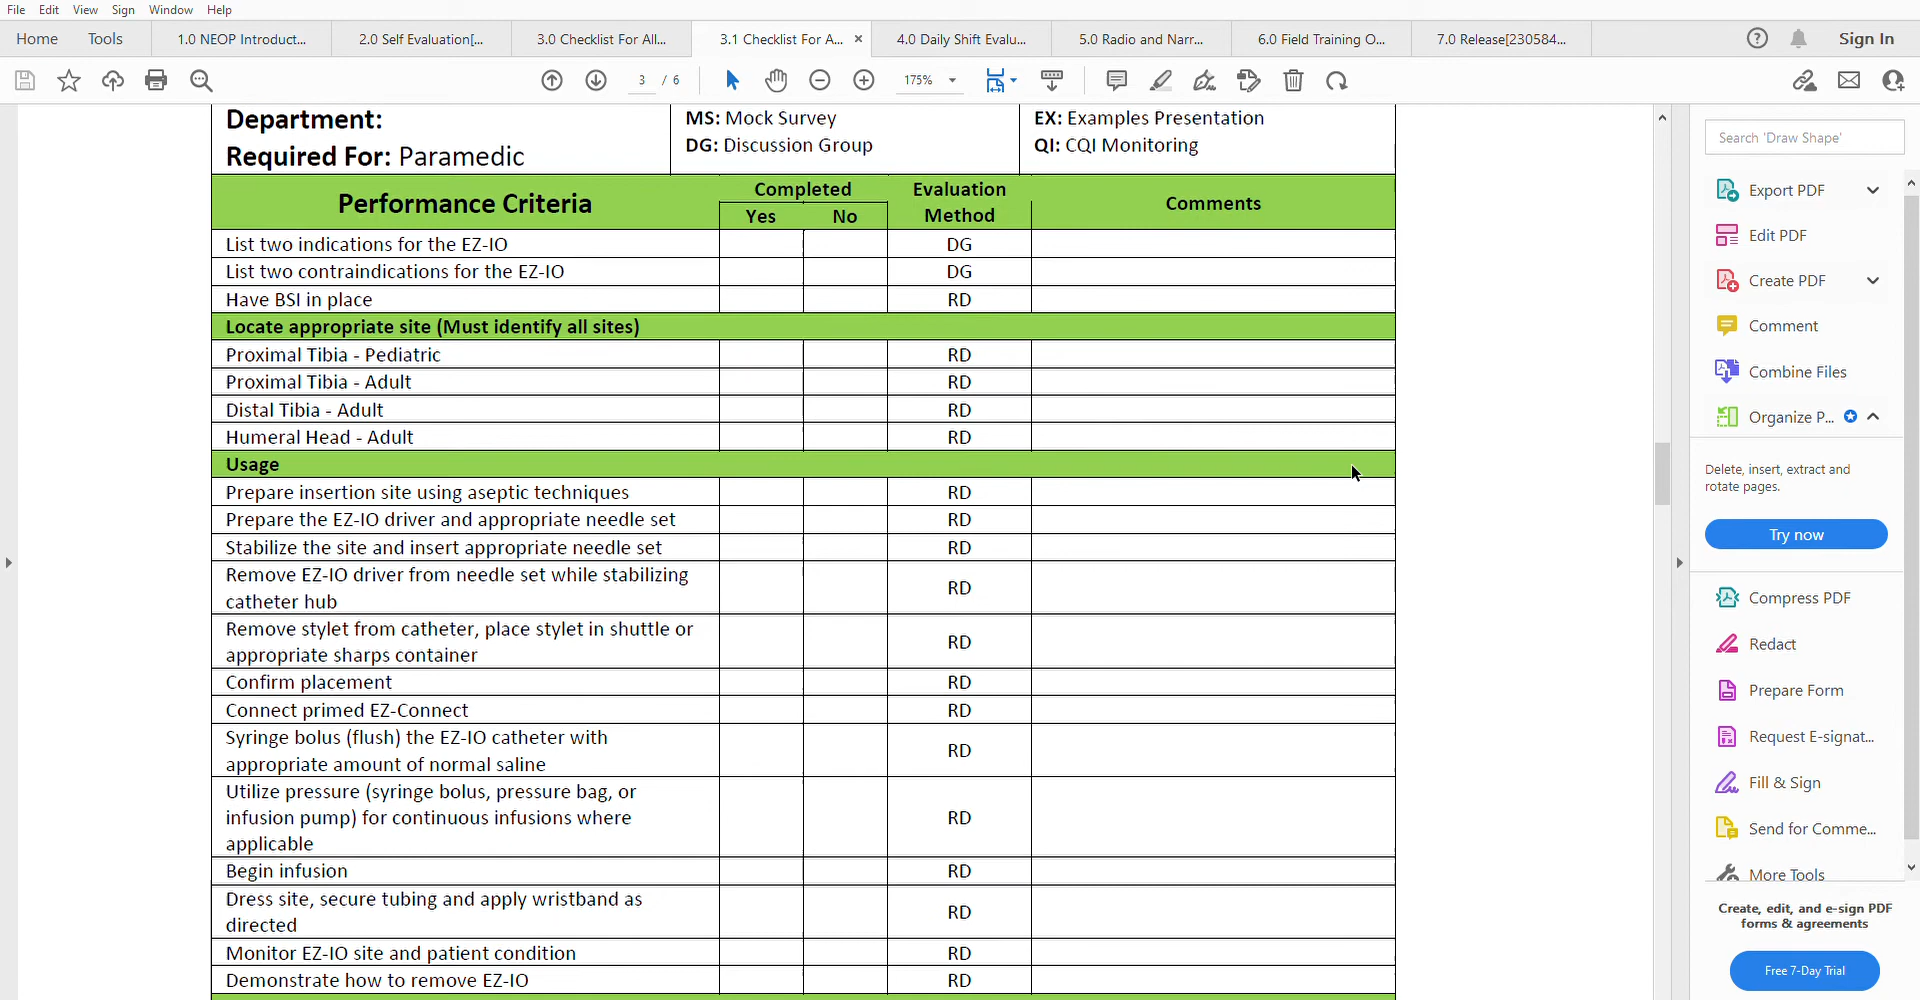 File Edit View Sign Window Help
Home Tools 1.0 NEOP Introduct... 2.0 Self Evaluation[,... 3.0 Checklist For All... 3.1 Checklist For A... × 4.0 Daily Shift Evalu... 5.0 Radio and Narr... 6.0 Field Training O... 7.0 Release[230584... Sign In
3 / 6 175%
Department:
Required For: Paramedic
MS: Mock Survey
DG: Discussion Group
EX: Examples Presentation
QI: CQI Monitoring
Performance Criteria
Completed
Yes No
Evaluation
Method
Comments
List two indications for the EZ-IO DG
List two contraindications for the EZ-IO DG
Have BSI in place RD
Locate appropriate site (Must identify all sites)
Proximal Tibia - Pediatric RD
Proximal Tibia - Adult RD
Distal Tibia - Adult RD
Humeral Head - Adult RD
Usage
Prepare insertion site using aseptic techniques RD
Prepare the EZ-IO driver and appropriate needle set RD
Stabilize the site and insert appropriate needle set RD
Remove EZ-IO driver from needle set while stabilizing
catheter hub RD
Remove stylet from catheter, place stylet in shuttle or
appropriate sharps container RD
Confirm placement RD
Connect primed EZ-Connect RD
Syringe bolus (flush) the EZ-IO catheter with
appropriate amount of normal saline RD
Utilize pressure (syringe bolus, pressure bag, or
infusion pump) for continuous infusions where
applicable RD
Begin infusion RD
Dress site, secure tubing and apply wristband as
directed RD
Monitor EZ-IO site and patient condition RD
Demonstrate how to remove EZ-IO RD
Search 'Draw Shape'
Export PDF
Edit PDF
Create PDF
Comment
Combine Files
Organize P...
Delete, insert, extract and
rotate pages.
Try now
Compress PDF
Redact
Prepare Form
Request E-signat...
Fill & Sign
Send for Comme...
More Tools
Create, edit, and e-sign PDF
forms & agreements
Free 7-Day Trial